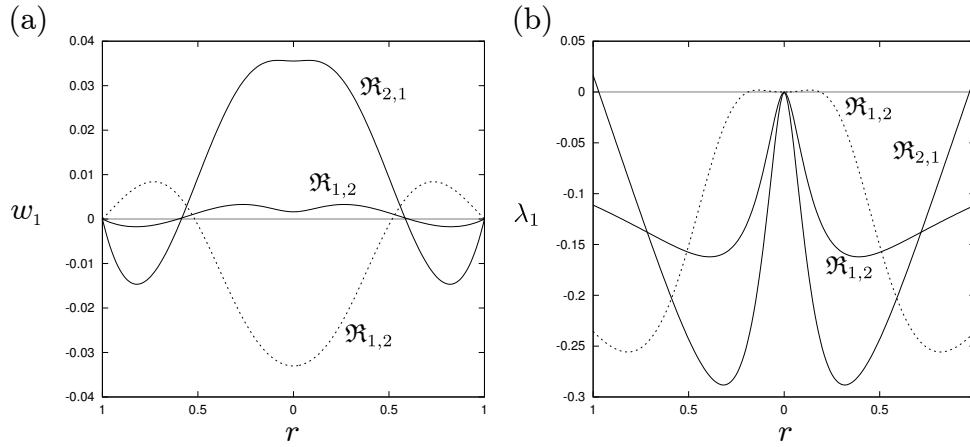 (a)
0.04
0.03
0.02
0.01
0
-0.01
-0.02
-0.03
-0.04
w₁
ℜ₂,₁
ℜ₁,₂
ℜ₁,₂
1 0.5 0 0.5 1
r
(b)
0.05
0
-0.05
-0.1
-0.15
-0.2
-0.25
-0.3
λ₁
ℜ₁,₂
ℜ₂,₁
ℜ₁,₂
1 0.5 0 0.5
r